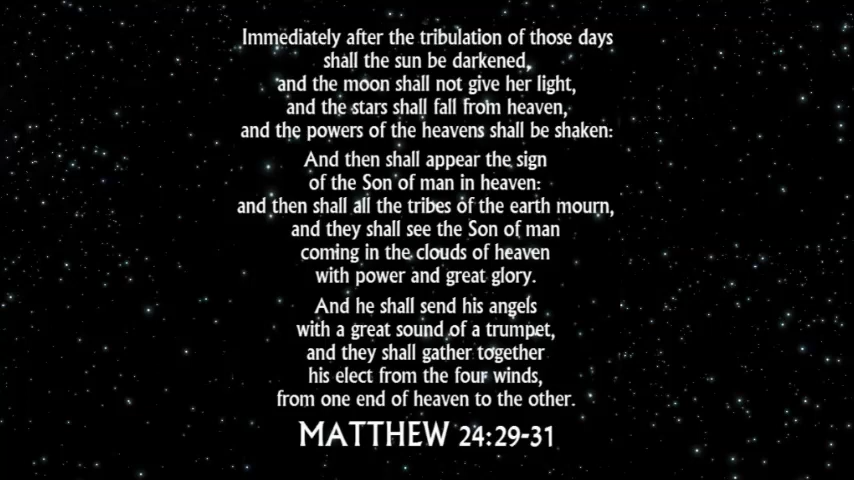 Immediately after the tribulation of those days
shall the sun be darkened,
and the moon shall not give her light,
and the stars shall fall from heaven,
and the powers of the heavens shall be shaken:
And then shall appear the sign
of the Son of man in heaven:
and then shall all the tribes of the earth mourn,
and they shall see the Son of man
coming in the clouds of heaven
with power and great glory.
And he shall send his angels
with a great sound of a trumpet,
and they shall gather together
his elect from the four winds,
from one end of heaven to the other.
MATTHEW 24:29-31